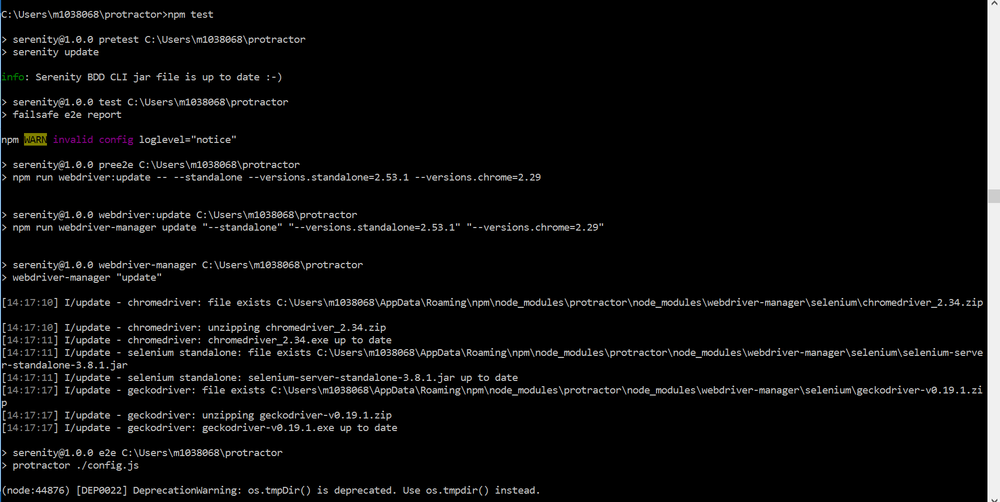 C:\Users\m1038068\protractor>npm test
> serenity@1.0.0 pretest C:\Users\m1038068\protractor
> serenity update
info: Serenity BDD CLI jar file is up to date :-)
> serenity@1.0.0 test C:\Users\m1038068\protractor
> failsafe e2e report
npm WARN invalid config loglevel="notice"
> serenity@1.0.0 pree2e C:\Users\m1038068\protractor
> npm run webdriver:update -- --standalone --versions.standalone=2.53.1 --versions.chrome=2.29
> serenity@1.0.0 webdriver:update C:\Users\m1038068\protractor
> npm run webdriver-manager update "--standalone" "--versions.standalone=2.53.1" "--versions.chrome=2.29"
> serenity@1.0.0 webdriver-manager C:\Users\m1038068\protractor
> webdriver-manager "update"
[14:17:10] I/update - chromedriver: file exists C:\Users\m1038068\AppData\Roaming\npm\node_modules\protractor\node_modules\webdriver-manager\selenium\chromedriver_2.34.zip
[14:17:10] I/update - chromedriver: unzipping chromedriver_2.34.zip
[14:17:11] I/update - chromedriver: chromedriver_2.34.exe up to date
[14:17:11] I/update - selenium standalone: file exists C:\Users\m1038068\AppData\Roaming\npm\node_modules\protractor\node_modules\webdriver-manager\selenium\selenium-serve
r-standalone-3.8.1.jar
[14:17:11] I/update - selenium standalone: selenium-server-standalone-3.8.1.jar up to date
[14:17:17] I/update - geckodriver: file exists C:\Users\m1038068\AppData\Roaming\npm\node_modules\protractor\node_modules\webdriver-manager\selenium\geckodriver-v0.19.1.zi
p
[14:17:17] I/update - geckodriver: unzipping geckodriver-v0.19.1.zip
[14:17:17] I/update - geckodriver: geckodriver-v0.19.1.exe up to date
> serenity@1.0.0 e2e C:\Users\m1038068\protractor
> protractor ./config.js
(node:44876) [DEP0022] DeprecationWarning: os.tmpDir() is deprecated. Use os.tmpdir() instead.